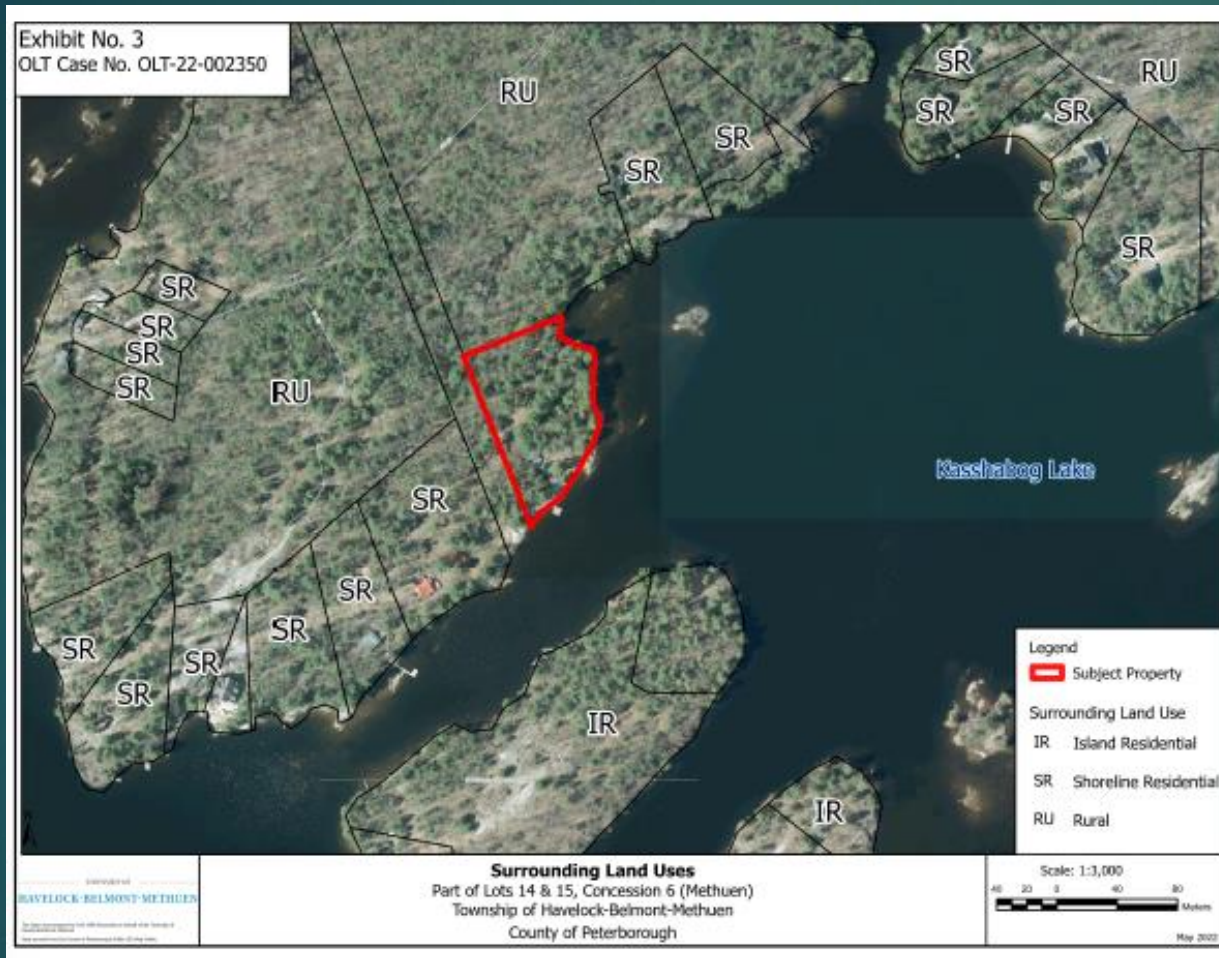 Exhibit No. 3
OLT Case No. OLT-22-002350
RU
SR
RU
SR
SR
SR
SR
SR
SR
SR
SR
SR
RU
SR
Kasshabog Lake
SR
SR
SR
SR
SR
IR
IR
SR
Legend
Subject Property
Surrounding Land Use
IR Island Residential
SR Shoreline Residential
RU Rural
HAVELOCK·BELMONT·METHUEN
Surrounding Land Uses
Part of Lots 14 & 15, Concession 6 (Methuen)
Township of Havelock-Belmont-Methuen
County of Peterborough
Scale: 1:3,000
40 20 0 40 80
Meters
May 2022